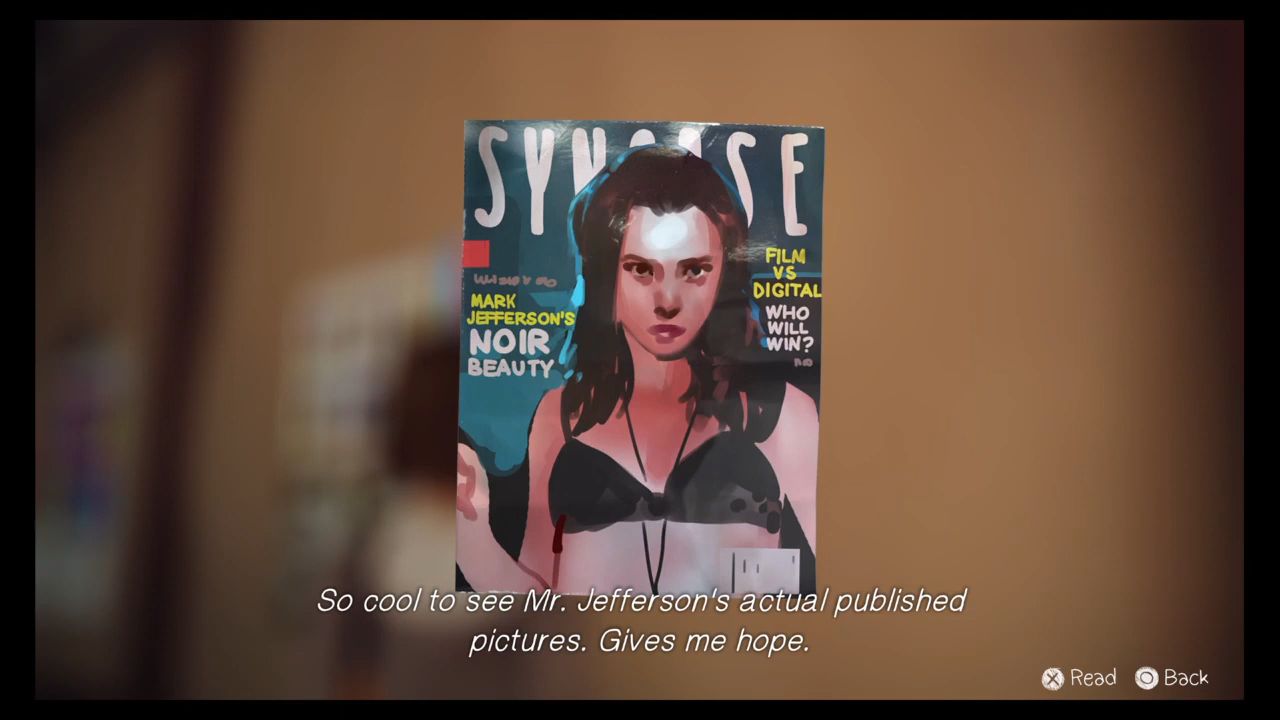 MARK
JEFFERSON'S
NOIR
BEAUTY
FILM
VS
DIGITAL
WHO
WILL
WIN?
So cool to see Mr. Jefferson's actual published
pictures. Gives me hope.
Read
Back